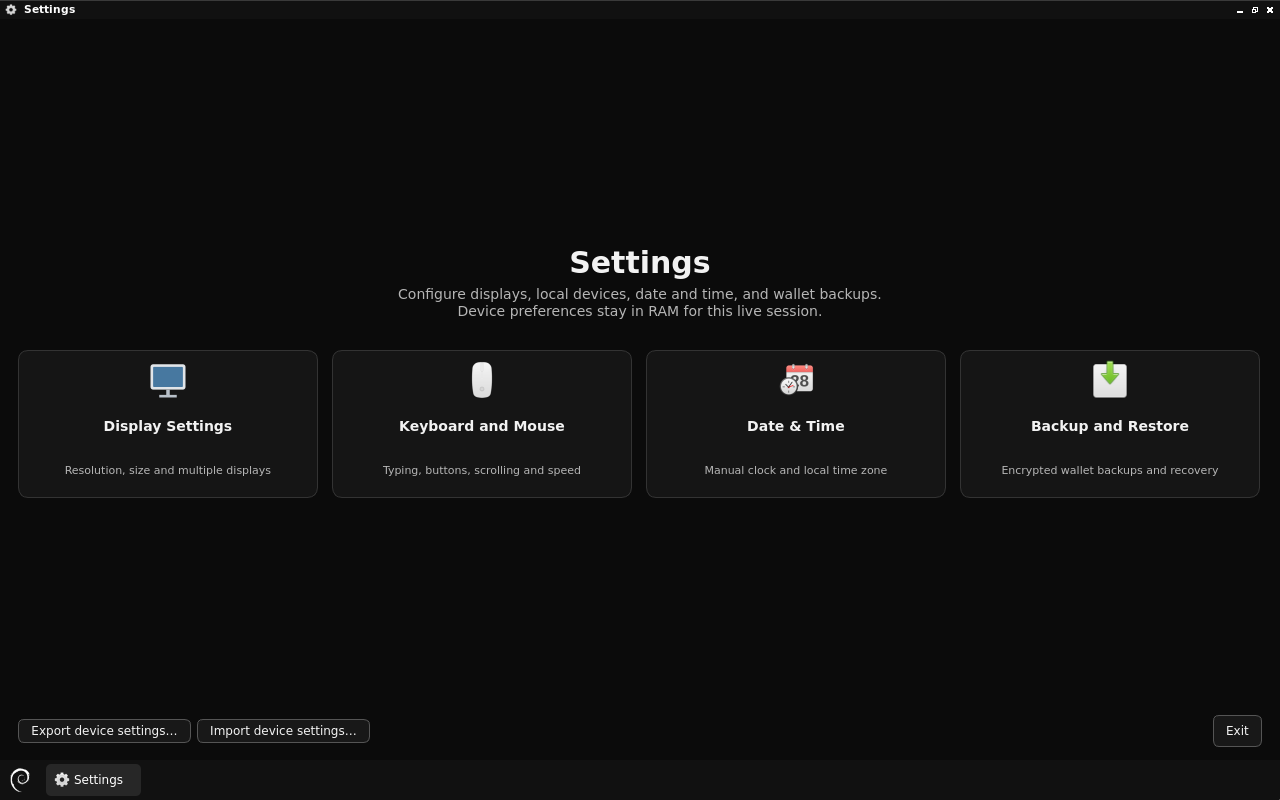 Settings
Settings
Configure displays, local devices, date and time, and wallet backups.
Device preferences stay in RAM for this live session.
Display Settings
Resolution, size and multiple displays
Keyboard and Mouse
Typing, buttons, scrolling and speed
28
Date & Time
Manual clock and local time zone
Backup and Restore
Encrypted wallet backups and recovery
Export device settings...
Import device settings...
Exit
Settings